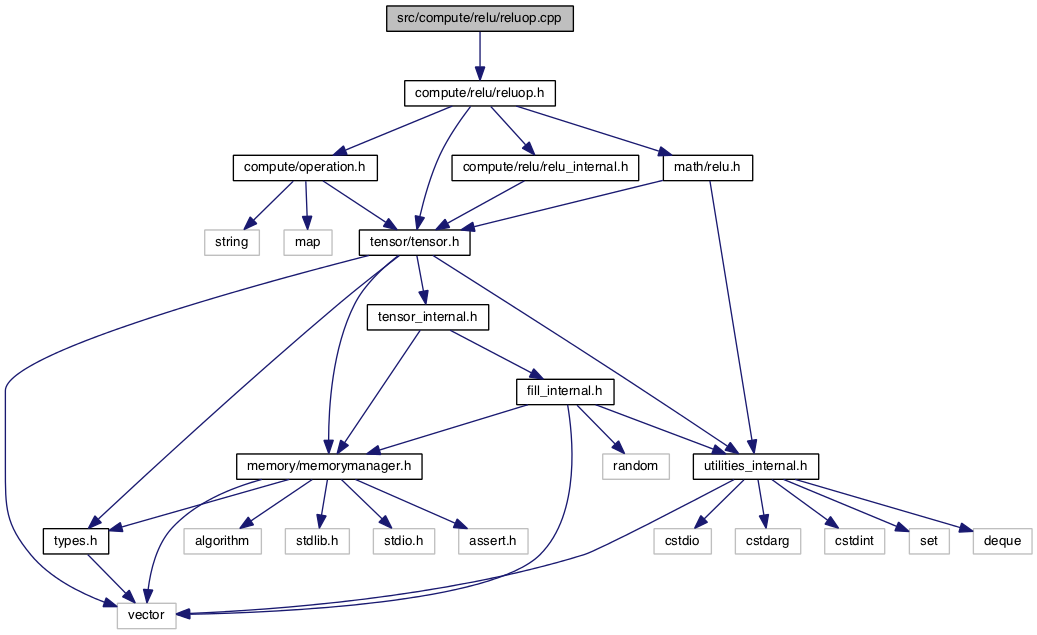 src/compute/relu/reluop.cpp
compute/relu/reluop.h
compute/operation.h
compute/relu/relu_internal.h
math/relu.h
string
map
tensor/tensor.h
tensor_internal.h
fill_internal.h
memory/memorymanager.h
random
utilities_internal.h
types.h
algorithm
stdlib.h
stdio.h
assert.h
cstdio
cstdarg
cstdint
set
deque
vector